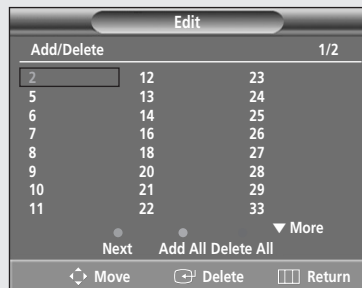 Edit
Add/Delete 1/2
2 12 23
5 13 24
6 14 25
7 16 26
8 18 27
9 20 28
10 21 29
11 22 33
▼ More
Next Add All Delete All
Move Delete Return